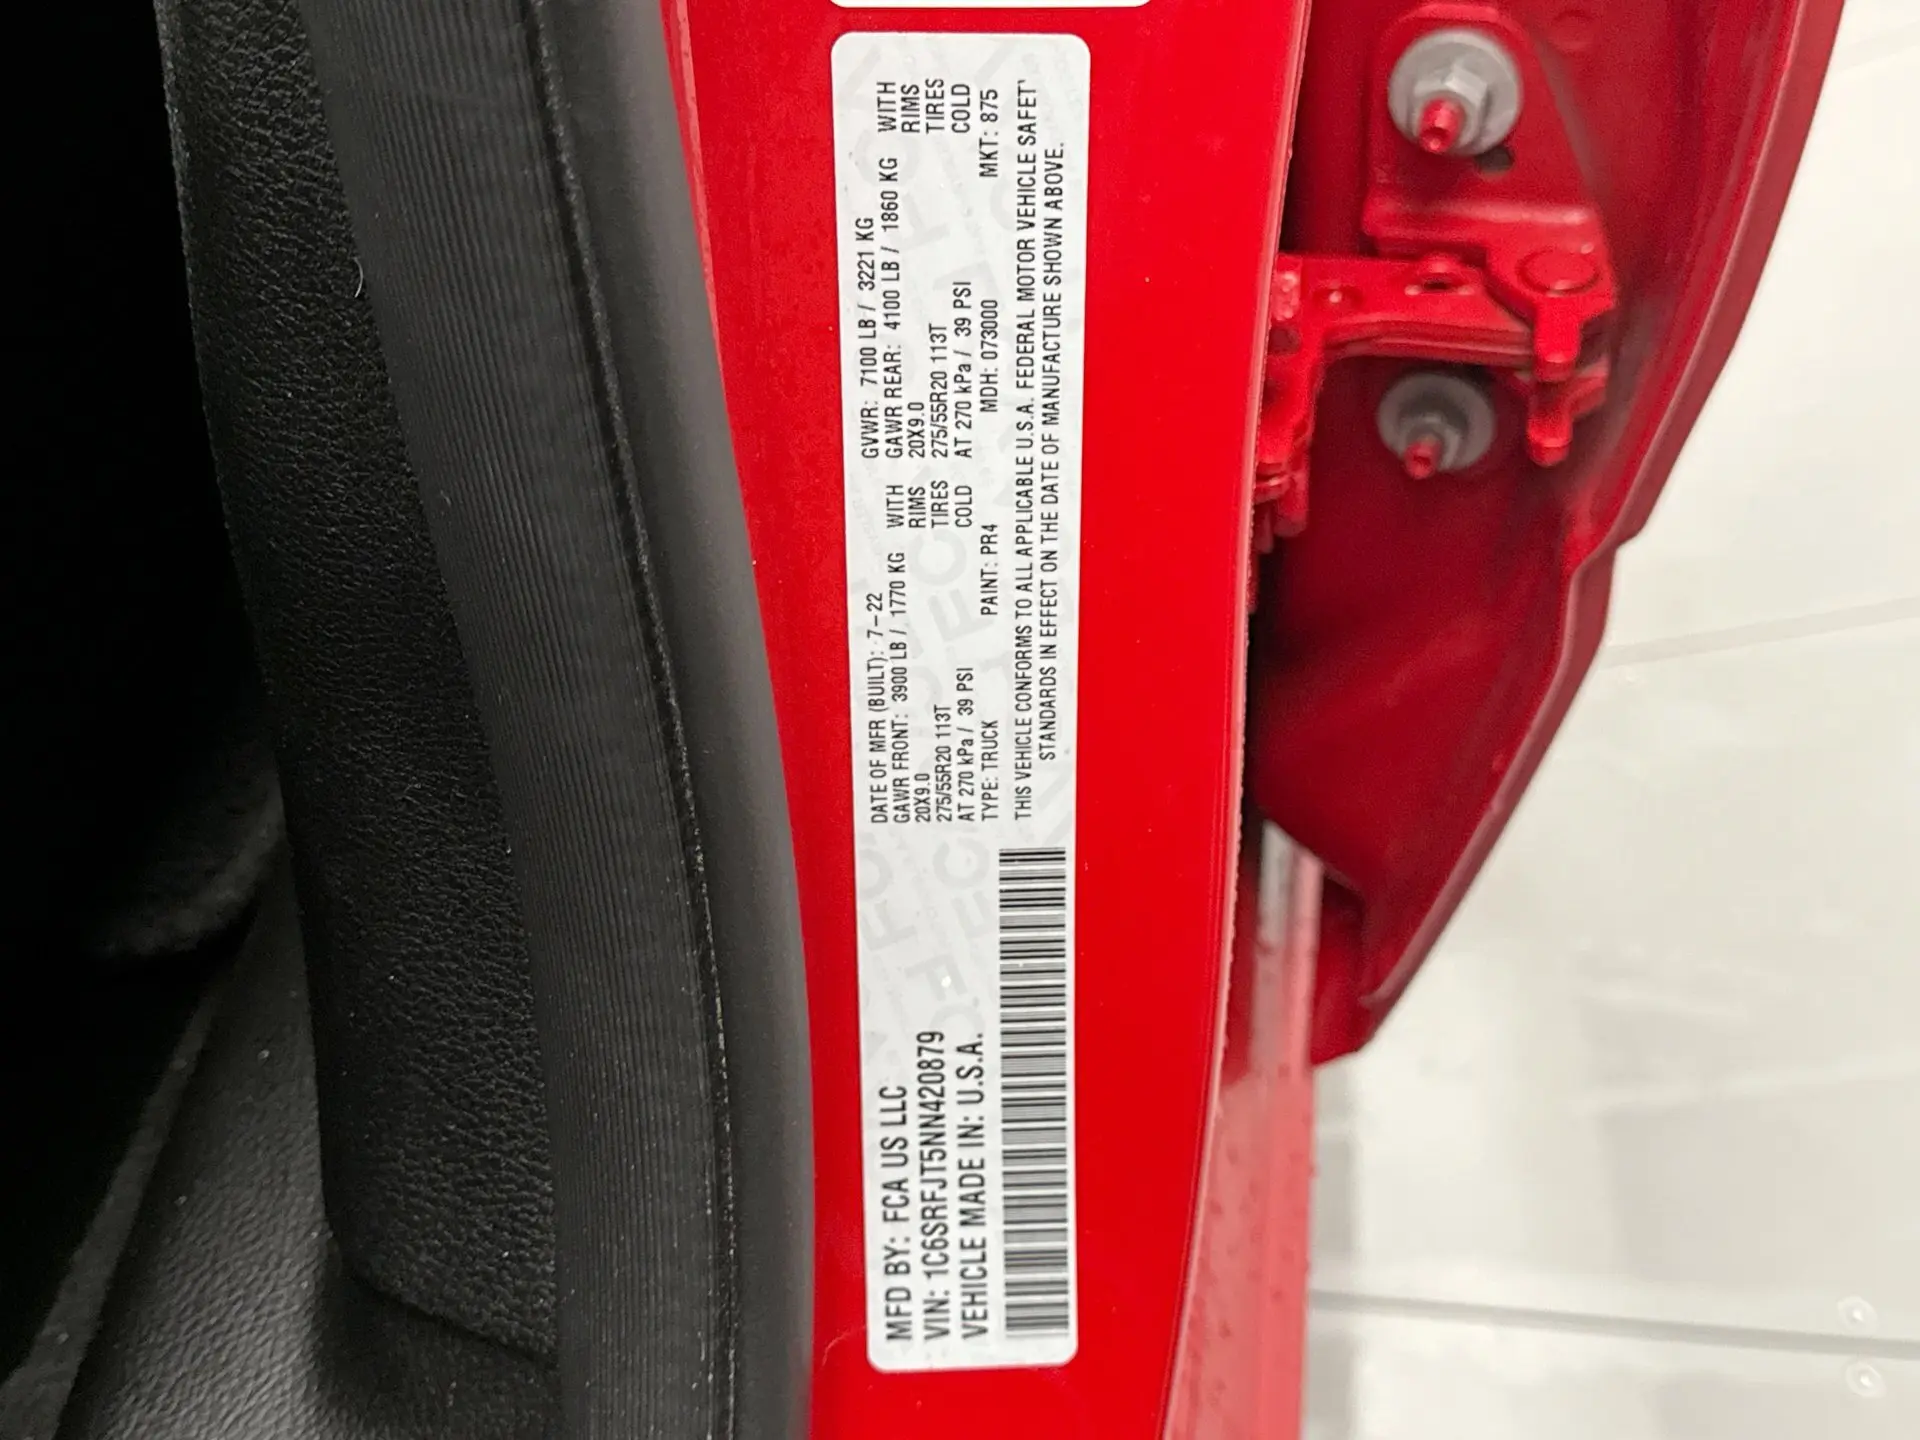 MFD BY: FCA US LLC
VIN: 1C6SRFJT5NN420879
VEHICLE MADE IN: U.S.A.
DATE OF MFR (BUILT): 7-22 GVWR: 7100 LB / 3221 KG
GAWR FRONT: 3900 LB / 1770 KG WITH GAWR REAR: 4100 LB / 1860 KG WITH
20X9.0 RIMS 20X9.0 RIMS
275/55R20 113T TIRES 275/55R20 113T TIRES
AT 270 kPa / 39 PSI COLD AT 270 kPa / 39 PSI COLD
TYPE: TRUCK PAINT: PR4 MDH: 073000 MKT: 875
THIS VEHICLE CONFORMS TO ALL APPLICABLE U.S.A. FEDERAL MOTOR VEHICLE SAFETY
STANDARDS IN EFFECT ON THE DATE OF MANUFACTURE SHOWN ABOVE.